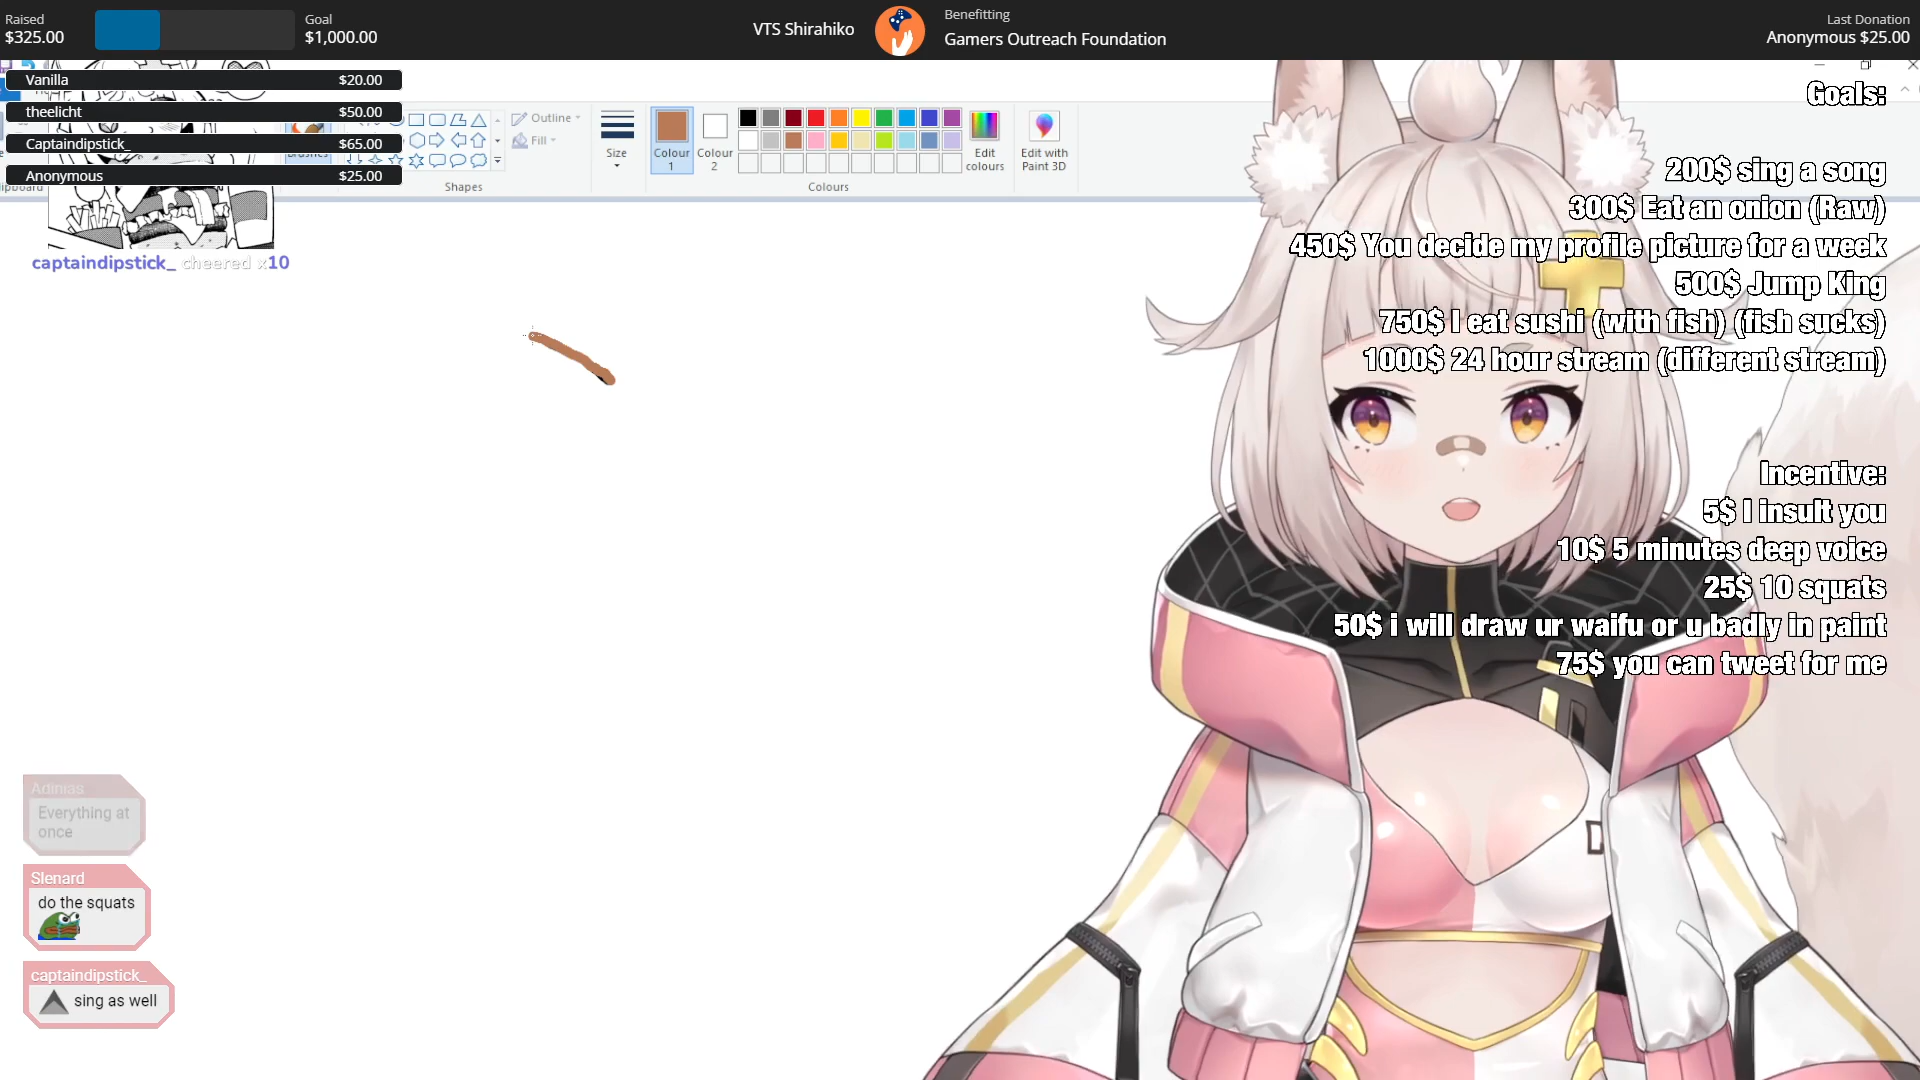 Raised
$325.00
Goal
$1,000.00
VTS Shirahiko
Benefitting
Gamers Outreach Foundation
Last Donation
Anonymous $25.00
Vanilla $20.00
theelicht $50.00
Captaindipstick_ $65.00
Anonymous $25.00
captaindipstick_ cheered x10
Outline
Fill
Shapes
Size
Colour 1
Colour 2
Colours
Edit colours
Edit with Paint 3D
Goals:
200$ sing a song
300$ Eat an onion (Raw)
450$ You decide my profile picture for a week
500$ Jump King
750$ I eat sushi (with fish) (fish sucks)
1000$ 24 hour stream (different stream)
Incentive:
5$ I insult you
10$ 5 minutes deep voice
25$ 10 squats
50$ i will draw ur waifu or u badly in paint
75$ you can tweet for me
Adinias
Everything at
once
Slenard
do the squats
captaindipstick_
sing as well